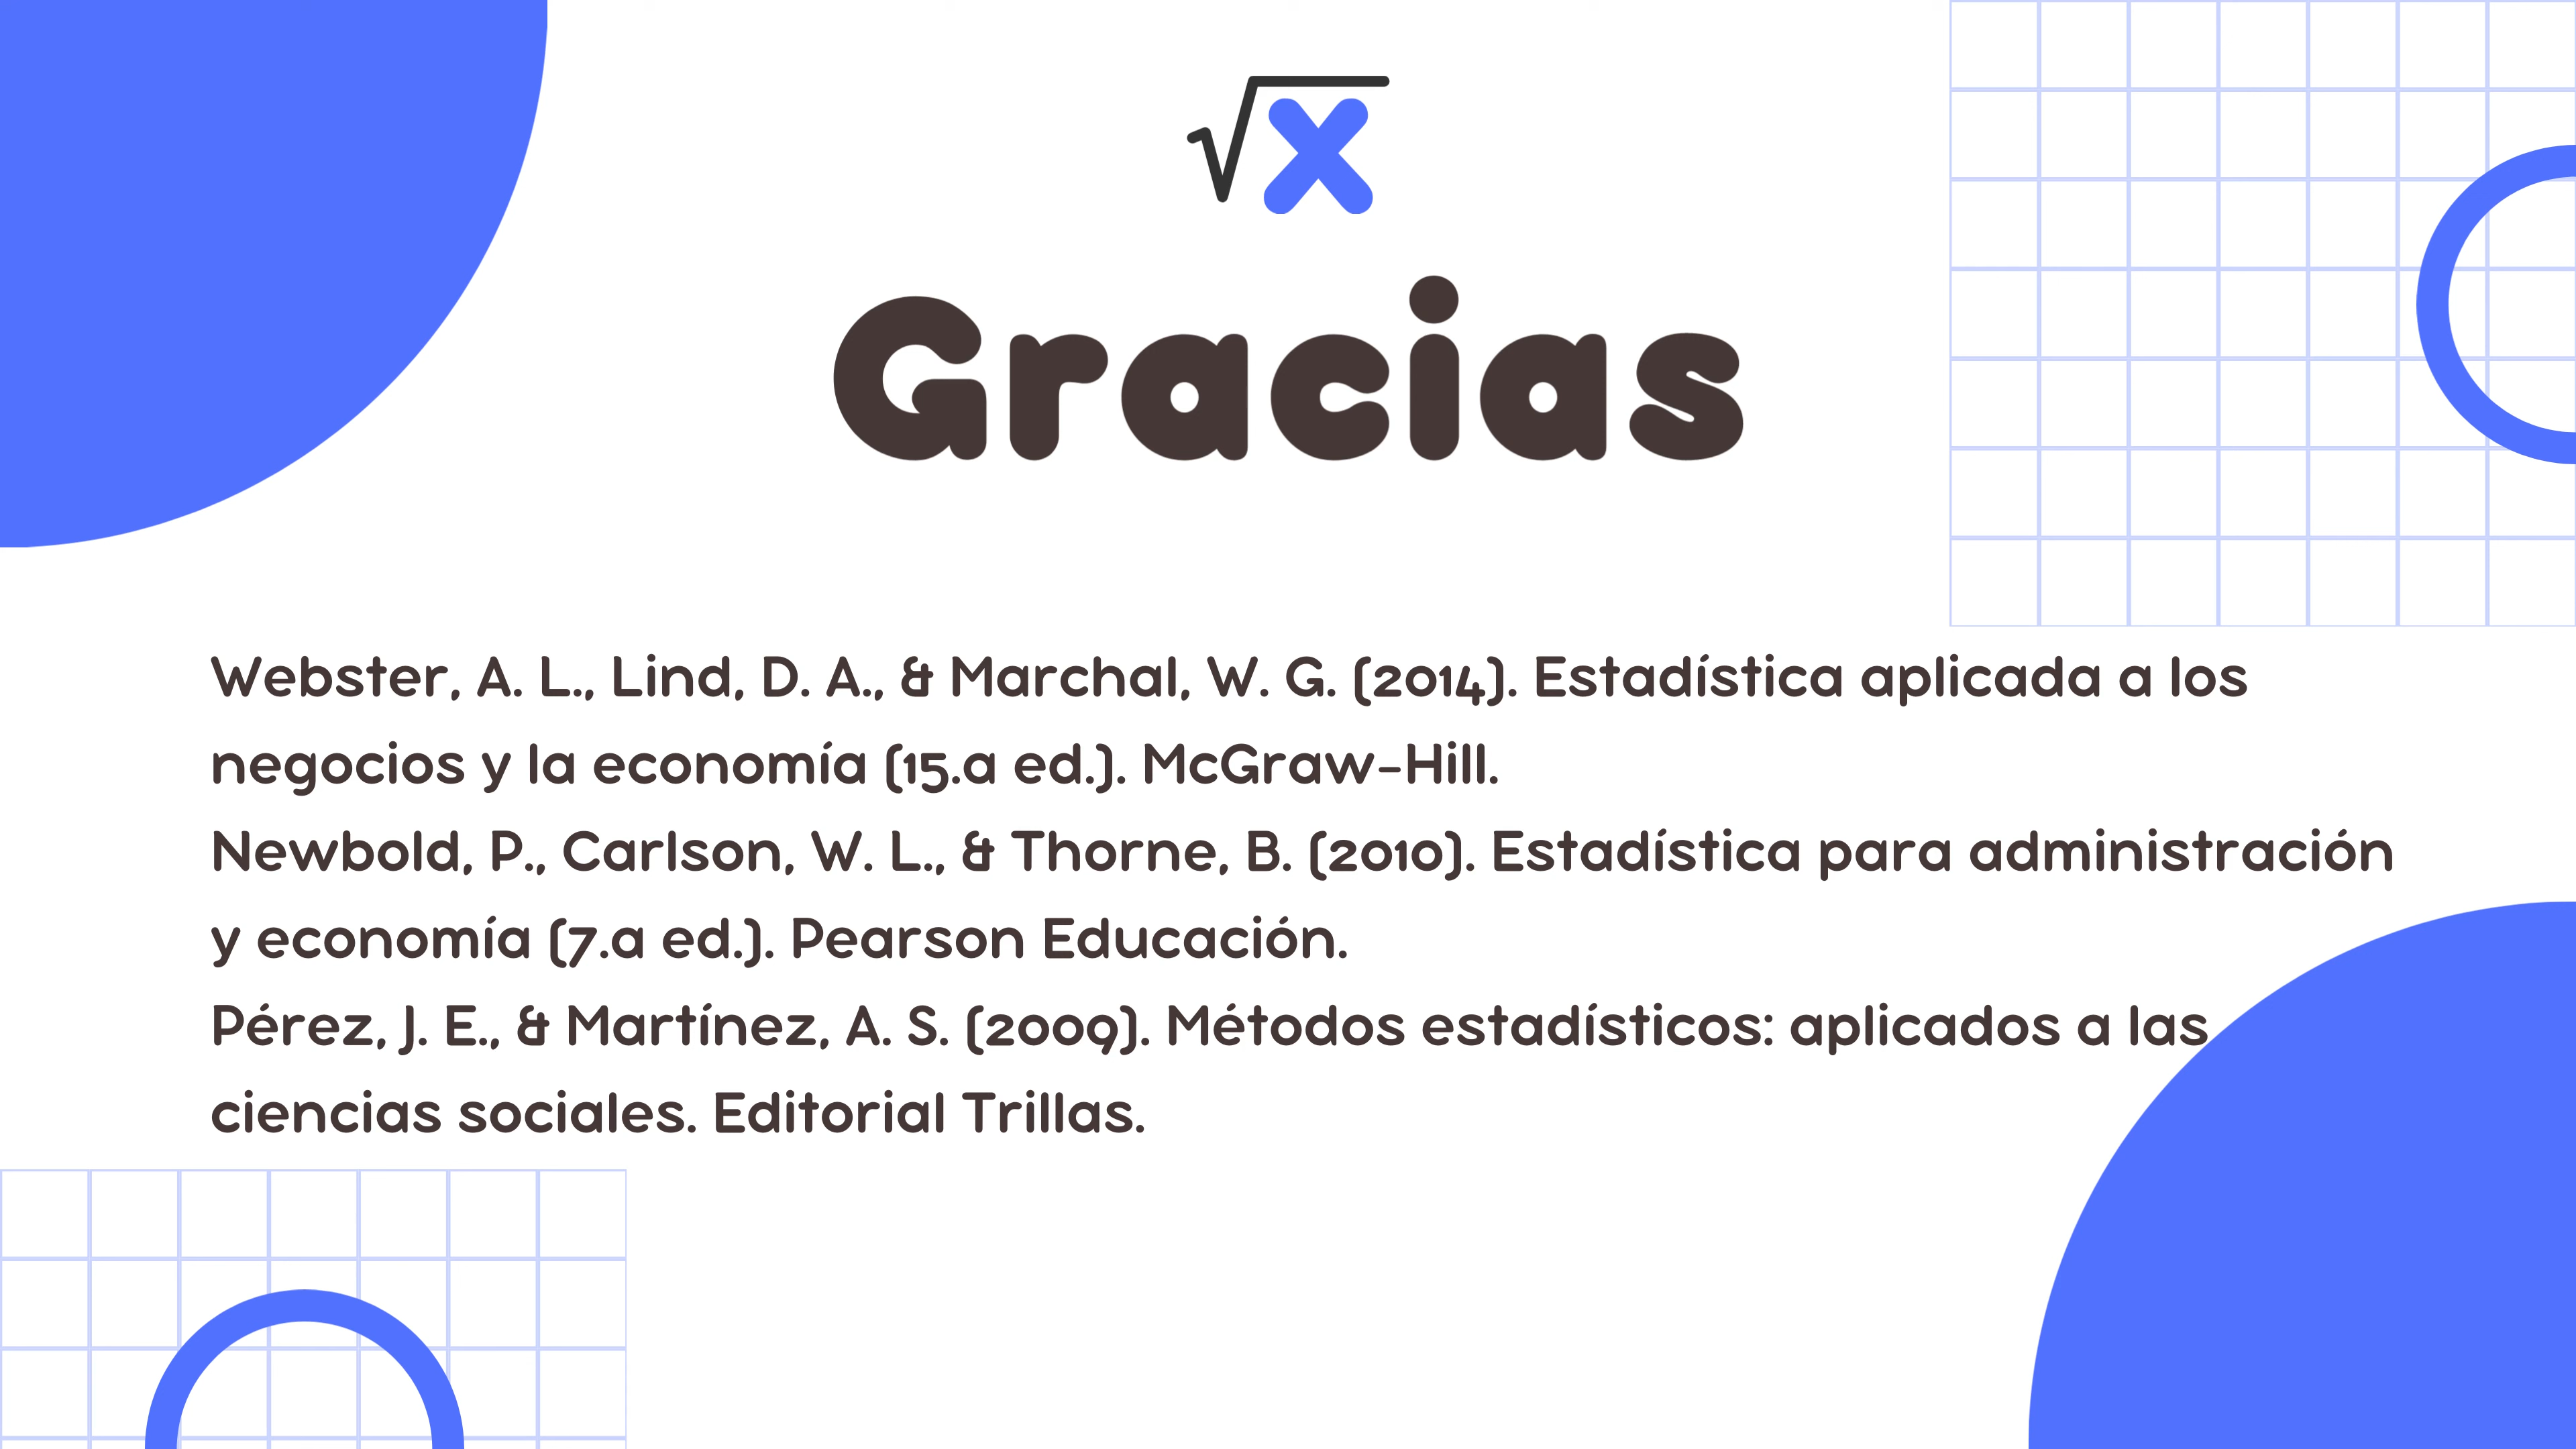 √x
Gracias
Webster, A. L., Lind, D. A., & Marchal, W. G. (2014). Estadística aplicada a los
negocios y la economía (15.a ed.). McGraw-Hill.
Newbold, P., Carlson, W. L., & Thorne, B. (2010). Estadística para administración
y economía (7.a ed.). Pearson Educación.
Pérez, J. E., & Martínez, A. S. (2009). Métodos estadísticos: aplicados a las
ciencias sociales. Editorial Trillas.